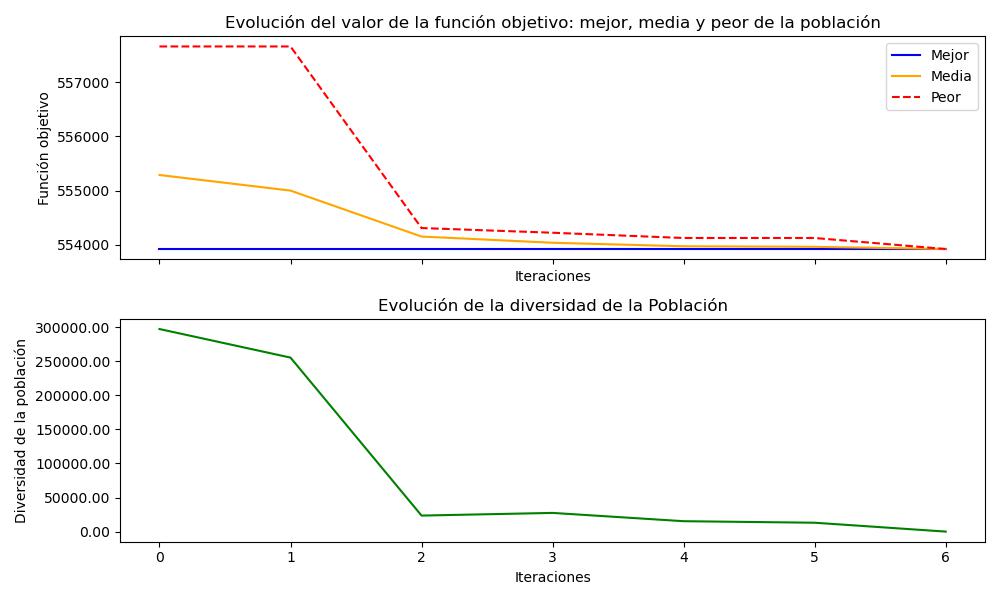 Evolución del valor de la función objetivo: mejor, media y peor de la población
Función objetivo
557000
556000
555000
554000
Mejor
Media
Peor
Iteraciones
Evolución de la diversidad de la Población
Diversidad de la población
300000.00
250000.00
200000.00
150000.00
100000.00
50000.00
0.00
0 1 2 3 4 5 6
Iteraciones